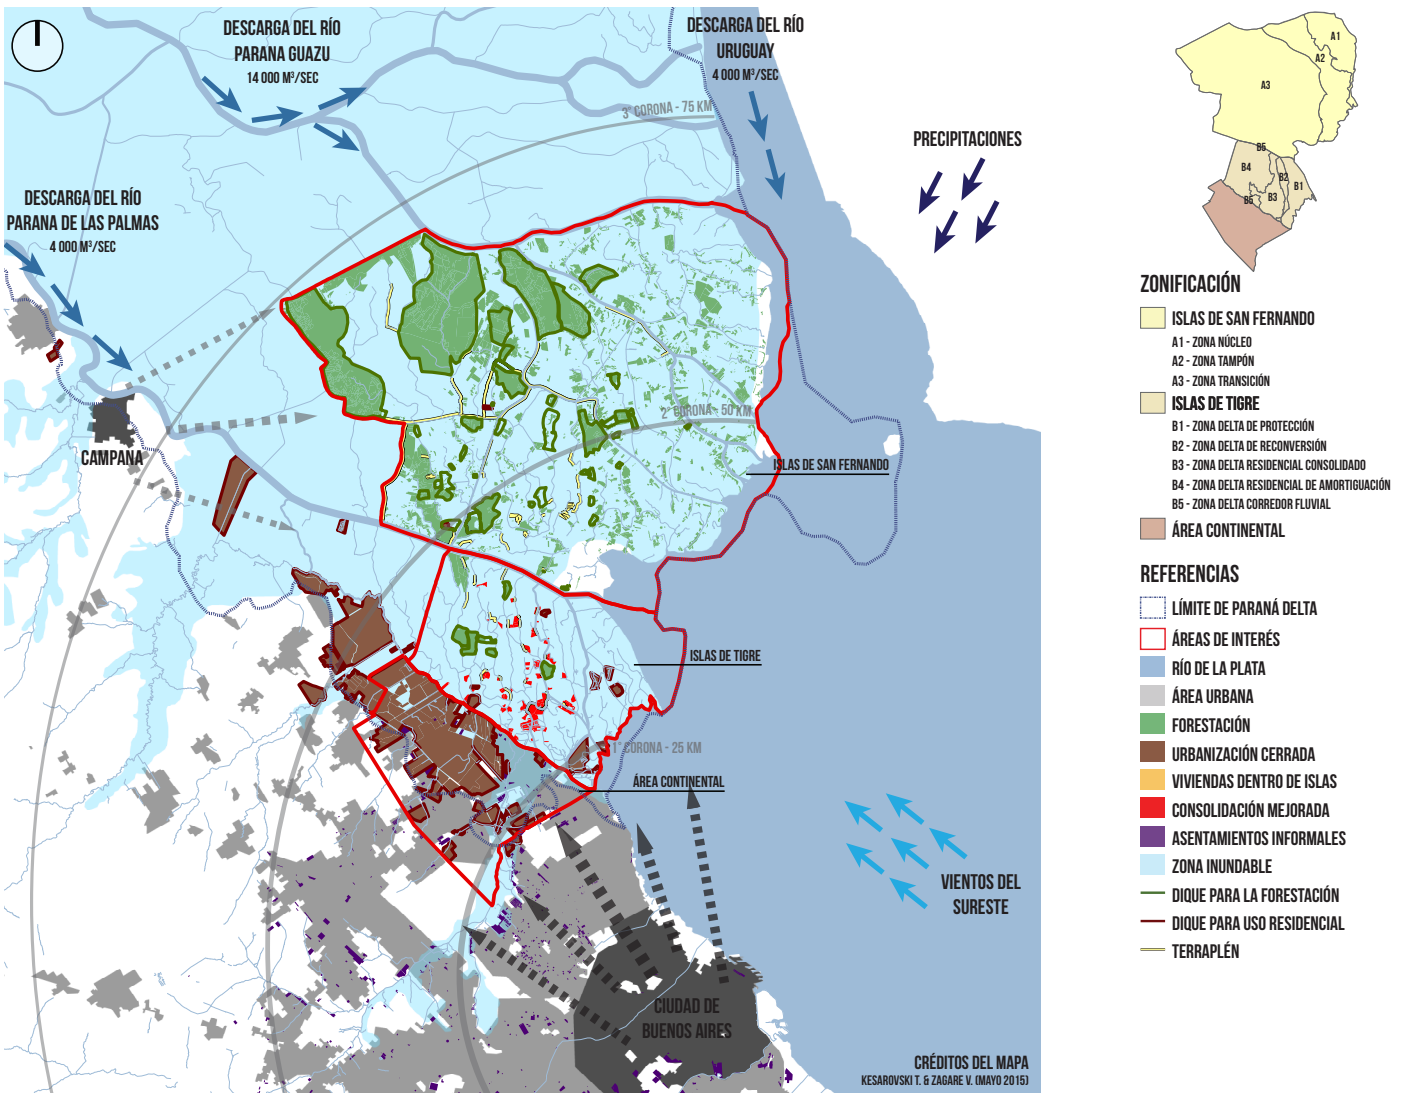 DESCARGA DEL RÍO
PARANA GUAZU
14 000 M³/SEC
DESCARGA DEL RÍO
URUGUAY
4 000 M³/SEC
3° CORONA - 75 KM
PRECIPITACIONES
DESCARGA DEL RÍO
PARANA DE LAS PALMAS
4 000 M³/SEC
CAMPANA
2° CORONA - 50 KM
ISLAS DE SAN FERNANDO
ISLAS DE TIGRE
1° CORONA - 25 KM
ÁREA CONTINENTAL
VIENTOS DEL
SURESTE
CIUDAD DE
BUENOS AIRES
CRÉDITOS DEL MAPA
KESAROVSKI T. & ZAGARE V. (MAYO 2015)
A1
A2
A3
B5
B4
B2
B1
B3
B5
ZONIFICACIÓN
ISLAS DE SAN FERNANDO
A1 - ZONA NÚCLEO
A2 - ZONA TAMPÓN
A3 - ZONA TRANSICIÓN
ISLAS DE TIGRE
B1 - ZONA DELTA DE PROTECCIÓN
B2 - ZONA DELTA DE RECONVERSIÓN
B3 - ZONA DELTA RESIDENCIAL CONSOLIDADO
B4 - ZONA DELTA RESIDENCIAL DE AMORTIGUACIÓN
B5 - ZONA DELTA CORREDOR FLUVIAL
ÁREA CONTINENTAL
REFERENCIAS
LÍMITE DE PARANÁ DELTA
ÁREAS DE INTERÉS
RÍO DE LA PLATA
ÁREA URBANA
FORESTACIÓN
URBANIZACIÓN CERRADA
VIVIENDAS DENTRO DE ISLAS
CONSOLIDACIÓN MEJORADA
ASENTAMIENTOS INFORMALES
ZONA INUNDABLE
DIQUE PARA LA FORESTACIÓN
DIQUE PARA USO RESIDENCIAL
TERRAPLÉN